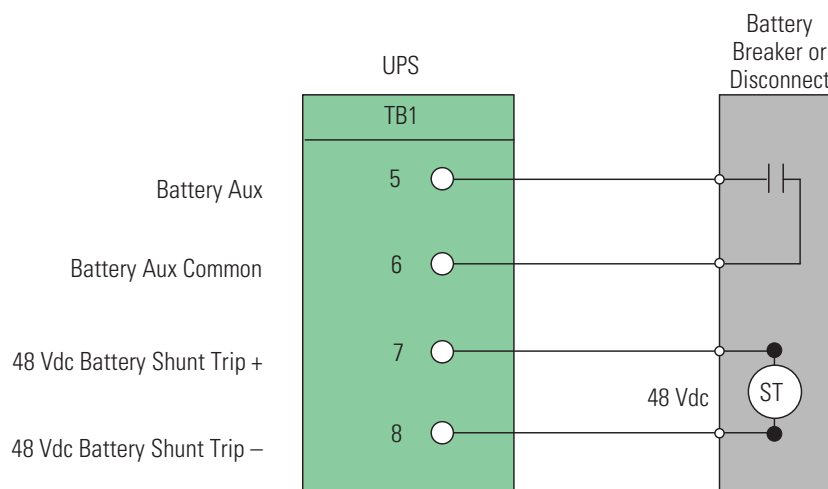 Battery
Breaker or
Disconnect
UPS
TB1
Battery Aux
5
Battery Aux Common
6
48 Vdc Battery Shunt Trip +
7
48 Vdc
ST
48 Vdc Battery Shunt Trip –
8